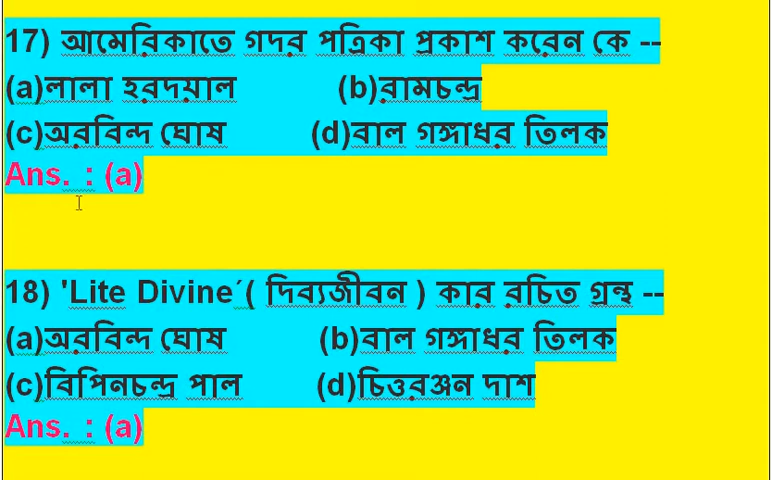 17) আমেরিকাতে গদর পত্রিকা প্রকাশ করেন কে --
(a)লালা হরদয়াল (b)রামচন্দ্র
(c)অরবিন্দ ঘোষ (d)বাল গঙ্গাধর তিলক
Ans. : (a)
18) 'Lite Divine´( দিব্যজীবন ) কার রচিত গ্রন্থ --
(a)অরবিন্দ ঘোষ (b)বাল গঙ্গাধর তিলক
(c)বিপিনচন্দ্র পাল (d)চিত্তরঞ্জন দাশ
Ans. : (a)